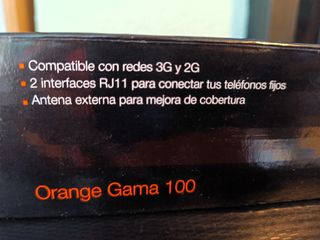 Compatible con redes 3G y 2G
2 interfaces RJ11 para conectar tus teléfonos fijos
Antena externa para mejora de cobertura
Orange Gama 100